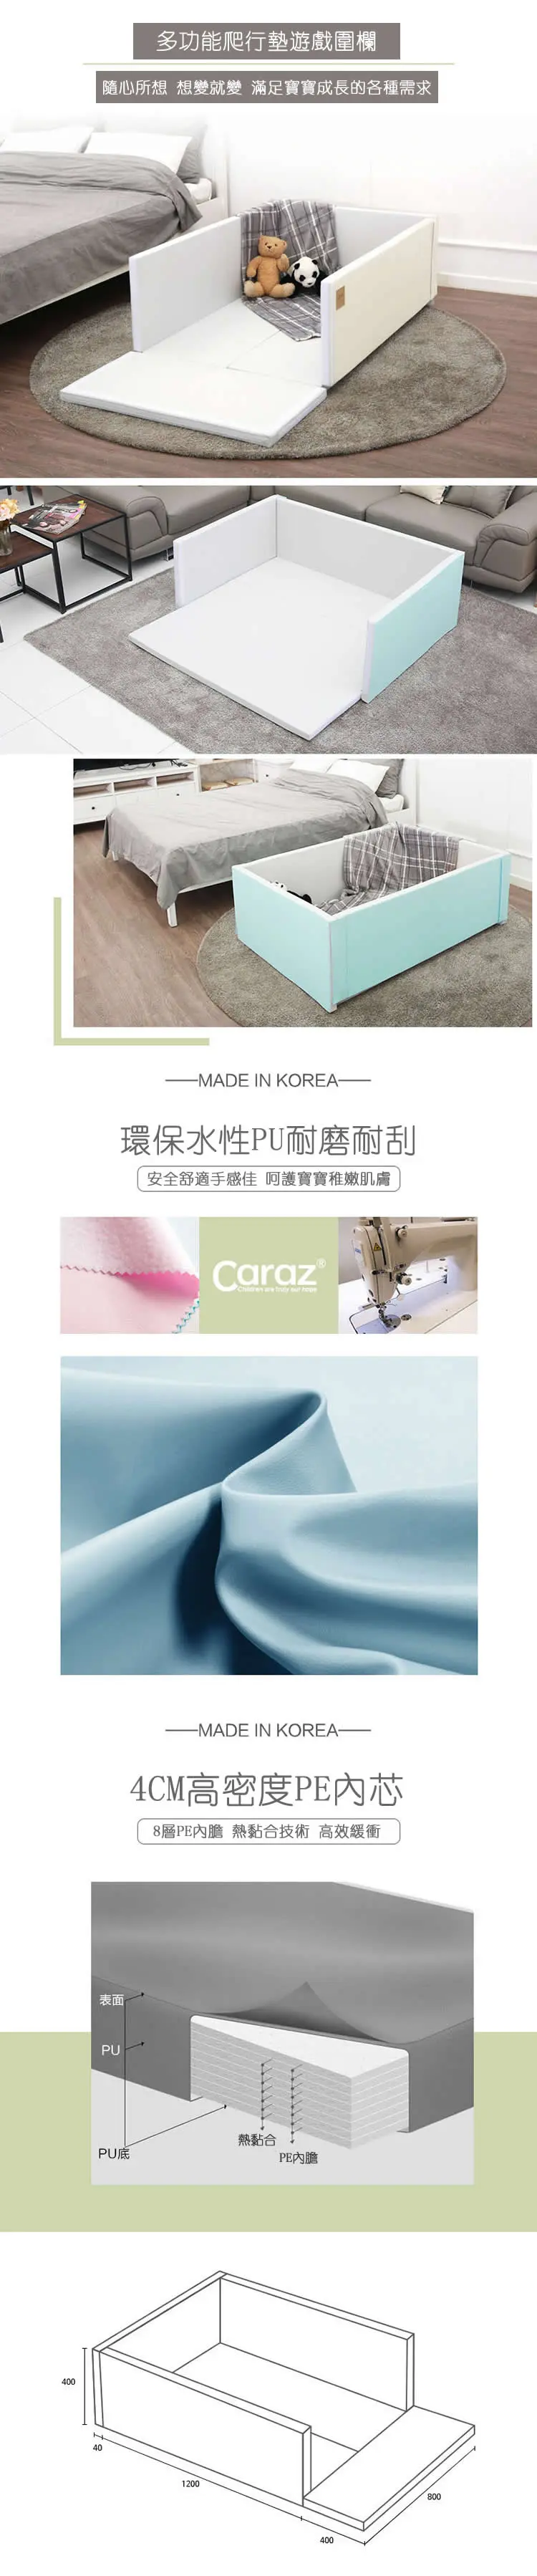 多功能爬行墊遊戲圍欄
隨心所想 想變就變 滿足寶寶成長的各種需求
MADE IN KOREA
環保水性PU耐磨耐刮
安全舒適手感佳 呵護寶寶稚嫩肌膚
Caraz®
Children are truly our hope
MADE IN KOREA
4CM高密度PE內芯
8層PE內膽 熱黏合技術 高效緩衝
表面
PU
PU底
熱黏合
PE內膽
400
40
1200
400
800